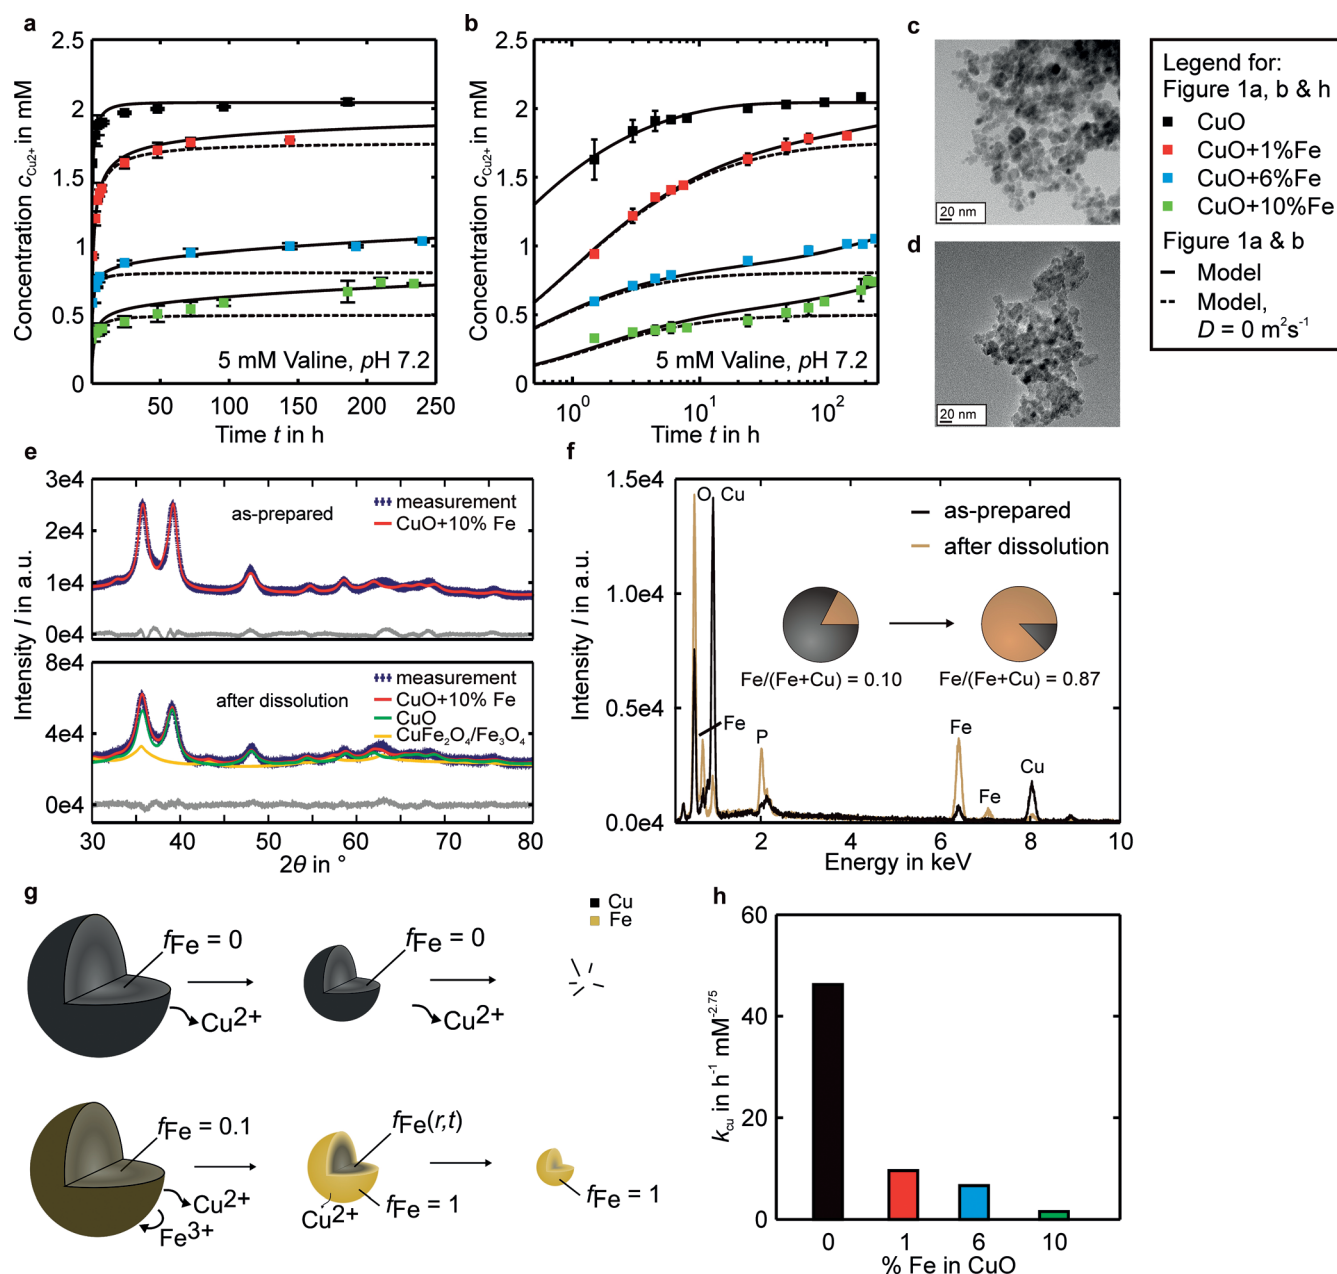 a
Concentration c Cu2+ in mM
2.5
2
1.5
1
0.5
0
50
100
150
200
250
5 mM Valine, pH 7.2
Time t in h
b
Concentration c Cu2+ in mM
2.5
2
1.5
1
0.5
0
10⁰
10¹
10²
5 mM Valine, pH 7.2
Time t in h
c
20 nm
d
20 nm
Legend for:
Figure 1a, b & h
CuO
CuO+1%Fe
CuO+6%Fe
CuO+10%Fe
Figure 1a & b
Model
Model,
D = 0 m²s⁻¹
e
Intensity I in a.u.
3e4
2e4
1e4
0e4
as-prepared
measurement
CuO+10% Fe
8e4
4e4
0e4
after dissolution
measurement
CuO+10% Fe
CuO
CuFe₂O₄/Fe₃O₄
30
40
50
60
70
80
2θ in °
f
Intensity I in a.u.
1.5e4
1.0e4
0.5e4
0.0e4
O Cu
Fe
P
Fe
Fe
Cu
as-prepared
after dissolution
Fe/(Fe+Cu) = 0.10
Fe/(Fe+Cu) = 0.87
2
4
6
8
10
Energy in keV
g
Cu
Fe
fFe = 0
Cu2+
fFe = 0
Cu2+
fFe = 0.1
Cu2+
Fe3+
fFe(r,t)
fFe = 1
Cu2+
fFe = 1
h
kcu in h⁻¹ mM⁻²·⁷⁵
60
40
20
0
0
1
6
10
% Fe in CuO